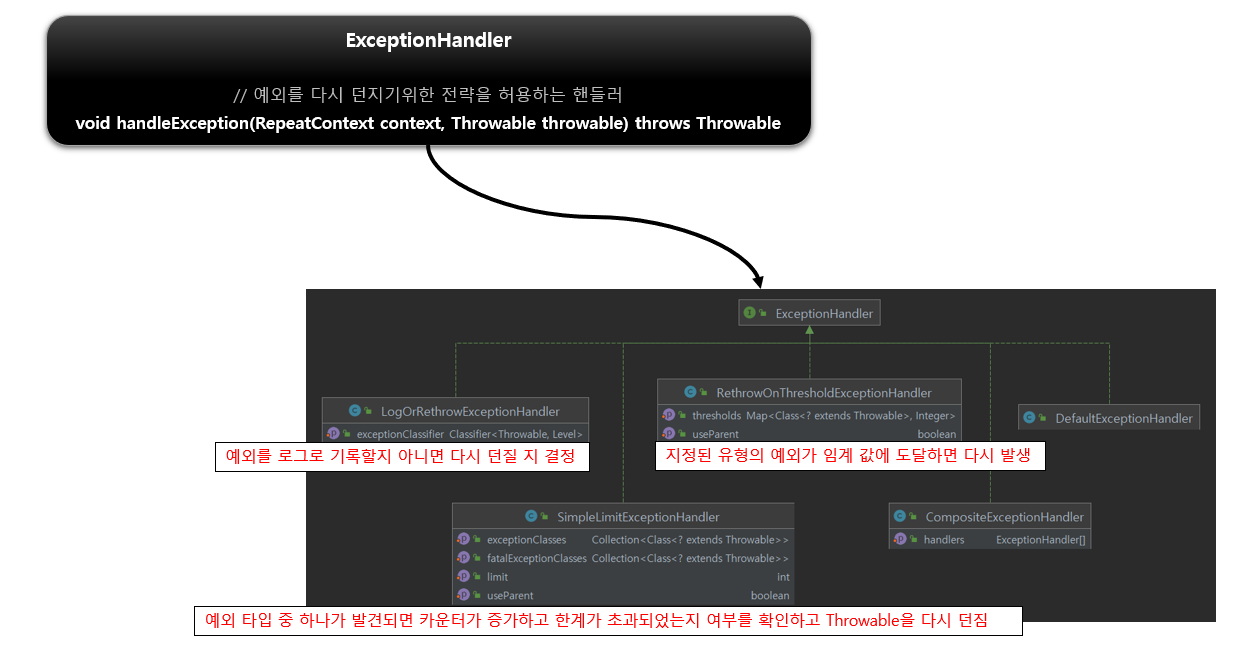 ExceptionHandler
// 예외를 다시 던지기위한 전략을 허용하는 핸들러
void handleException(RepeatContext context, Throwable throwable) throws Throwable
ExceptionHandler
LogOrRethrowExceptionHandler
exceptionClassifier Classifier<Throwable, Level>
예외를 로그로 기록할지 아니면 다시 던질 지 결정
RethrowOnThresholdExceptionHandler
thresholds Map<Class<? extends Throwable>, Integer>
useParent boolean
지정된 유형의 예외가 임계 값에 도달하면 다시 발생
DefaultExceptionHandler
SimpleLimitExceptionHandler
exceptionClasses Collection<Class<? extends Throwable>>
fatalExceptionClasses Collection<Class<? extends Throwable>>
limit int
useParent boolean
예외 타입 중 하나가 발견되면 카운터가 증가하고 한계가 초과되었는지 여부를 확인하고 Throwable을 다시 던짐
CompositeExceptionHandler
handlers ExceptionHandler[]